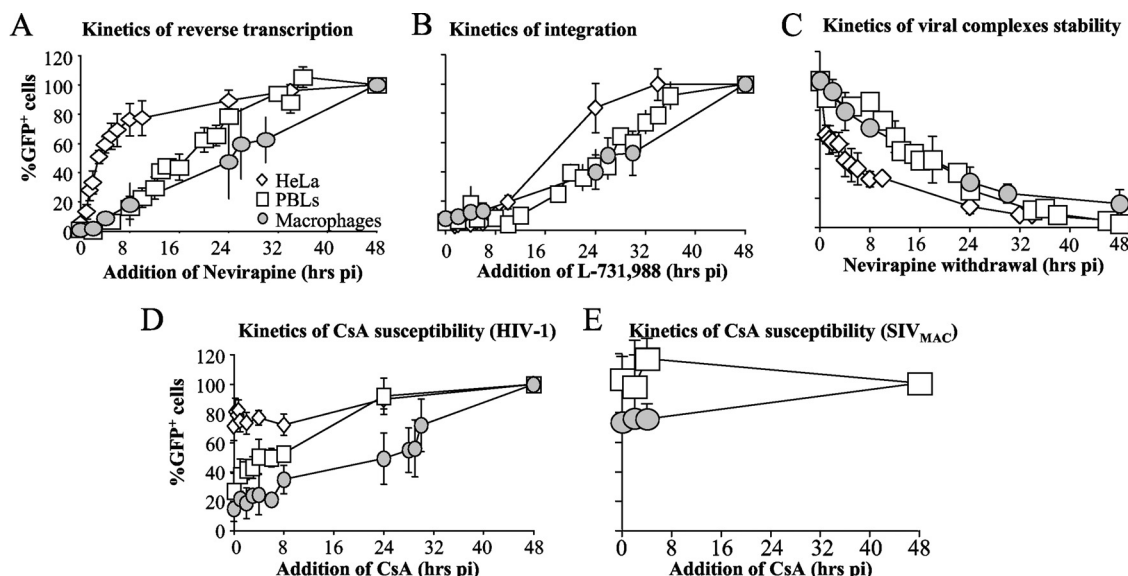 A Kinetics of reverse transcription
%GFP⁺ cells
120
100
80
60
40
20
0
HeLa
PBLs
Macrophages
0 8 16 24 32 40 48
Addition of Nevirapine (hrs pi)
B Kinetics of integration
0 8 16 24 32 40 48
Addition of L-731,988 (hrs pi)
C Kinetics of viral complexes stability
0 8 16 24 32 40 48
Nevirapine withdrawal (hrs pi)
D Kinetics of CsA susceptibility (HIV-1)
%GFP⁺ cells
120
100
80
60
40
20
0
0 8 24 32 48
Addition of CsA (hrs pi)
E Kinetics of CsA susceptibility (SIVMAC)
0 8 24 32 48
Addition of CsA (hrs pi)